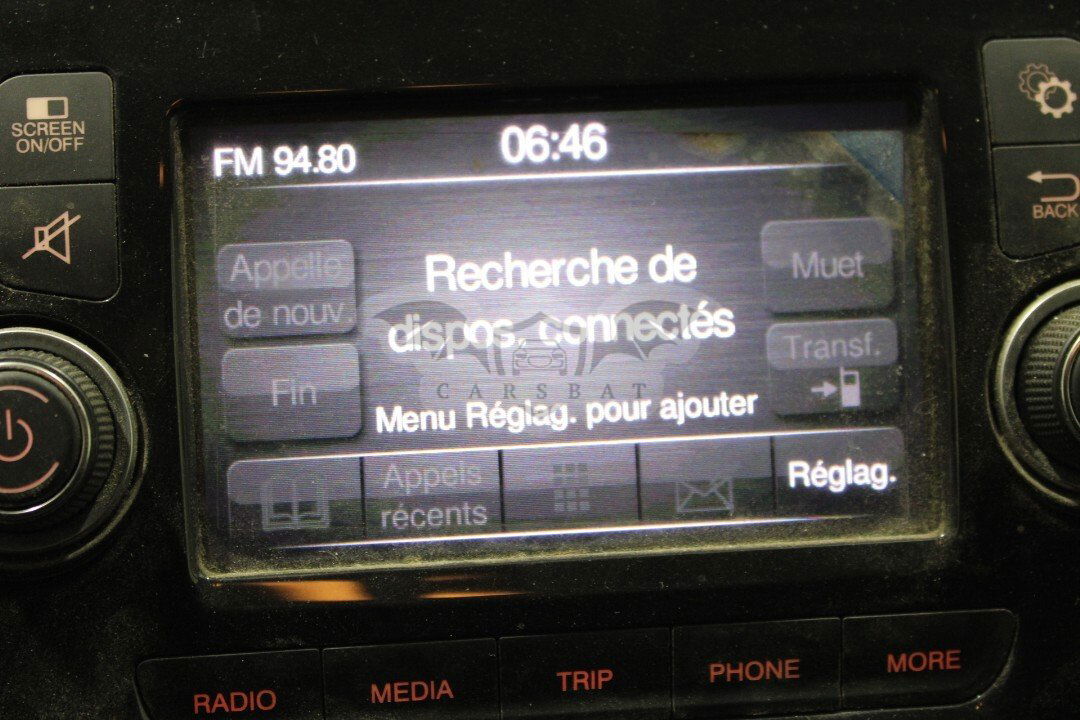 SCREEN
ON/OFF
FM 94.80
06:46
BACK
Appelle
de nouv.
Recherche de
dispos. connectés
Muet
Transf.
Fin
CARSBAT
Menu Réglag. pour ajouter
Appels
récents
Réglag.
RADIO
MEDIA
TRIP
PHONE
MORE